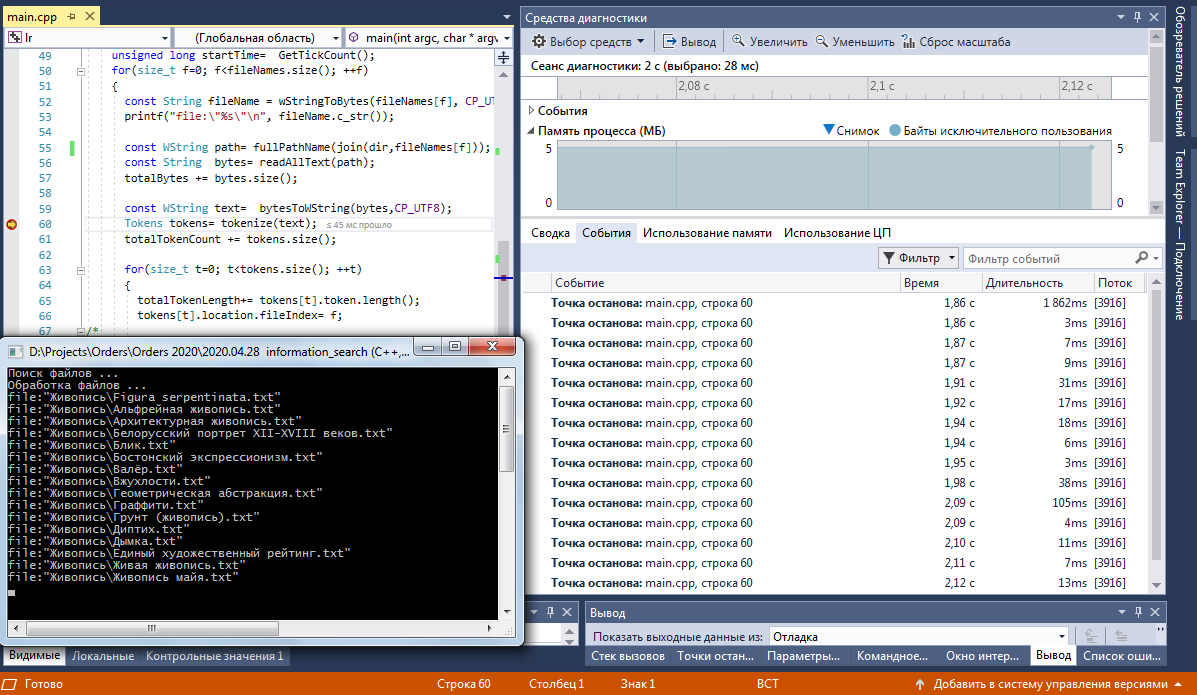 main.cpp
Ir
(Глобальная область)
main(int argc, char * argv
49 unsigned long startTime= GetTickCount();
50 for(size_t f=0; f<fileNames.size(); ++f)
51 {
52 const String fileName = wStringToBytes(fileNames[f], CP_UT
53 printf("file:\"%s\"\n", fileName.c_str());
54
55 const WString path= fullPathName(join(dir,fileNames[f]));
56 const String bytes= readAllText(path);
57 totalBytes += bytes.size();
58
59 const WString text= bytesToWString(bytes,CP_UTF8);
60 Tokens tokens= tokenize(text); ≤ 45 мс прошло
61 totalTokenCount += tokens.size();
62
63 for(size_t t=0; t<tokens.size(); ++t)
64 {
65 totalTokenLength+= tokens[t].token.length();
66 tokens[t].location.fileIndex= f;
67 /*
D:\Projects\Orders\Orders 2020\2020.04.28 information_search (C++,...
Поиск файлов ...
Обработка файлов ...
file:"Живопись\Figura serpentinata.txt"
file:"Живопись\Альфрейная живопись.txt"
file:"Живопись\Архитектурная живопись.txt"
file:"Живопись\Белорусский портрет XII-XVIII веков.txt"
file:"Живопись\Блик.txt"
file:"Живопись\Бостонский экспрессионизм.txt"
file:"Живопись\Валёр.txt"
file:"Живопись\Вжухлости.txt"
file:"Живопись\Геометрическая абстракция.txt"
file:"Живопись\Граффити.txt"
file:"Живопись\Грунт (живопись).txt"
file:"Живопись\Диптих.txt"
file:"Живопись\Дымка.txt"
file:"Живопись\Единый художественный рейтинг.txt"
file:"Живопись\Живая живопись.txt"
file:"Живопись\Живопись майя.txt"
Видимые Локальные Контрольные значения 1
Средства диагностики
Выбор средств Вывод Увеличить Уменьшить Сброс масштаба
Сеанс диагностики: 2 с (выбрано: 28 мс)
2,08 с 2,1 с 2,12 с
События
Память процесса (МБ) Снимок Байты исключительного пользования
5 5
0 0
Сводка События Использование памяти Использование ЦП
Фильтр Фильтр событий
Событие Время Длительность Поток
Точка останова: main.cpp, строка 60 1,86 с 1 862ms [3916]
Точка останова: main.cpp, строка 60 1,86 с 3ms [3916]
Точка останова: main.cpp, строка 60 1,87 с 7ms [3916]
Точка останова: main.cpp, строка 60 1,87 с 9ms [3916]
Точка останова: main.cpp, строка 60 1,91 с 31ms [3916]
Точка останова: main.cpp, строка 60 1,92 с 17ms [3916]
Точка останова: main.cpp, строка 60 1,94 с 18ms [3916]
Точка останова: main.cpp, строка 60 1,94 с 6ms [3916]
Точка останова: main.cpp, строка 60 1,95 с 3ms [3916]
Точка останова: main.cpp, строка 60 1,98 с 38ms [3916]
Точка останова: main.cpp, строка 60 2,09 с 105ms [3916]
Точка останова: main.cpp, строка 60 2,09 с 4ms [3916]
Точка останова: main.cpp, строка 60 2,10 с 11ms [3916]
Точка останова: main.cpp, строка 60 2,11 с 7ms [3916]
Точка останова: main.cpp, строка 60 2,12 с 13ms [3916]
Вывод
Показать выходные данные из: Отладка
Стек вызовов Точки остан... Параметры... Командное... Окно интер... Вывод Список оши...
Обозреватель решений
Team Explorer — Подключение
Готово Строка 60 Столбец 1 Знак 1 ВСТ Добавить в систему управления версиями